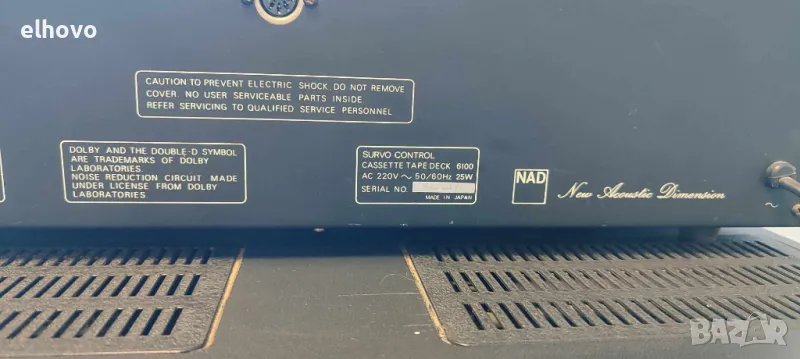 elhovo
CAUTION: TO PREVENT ELECTRIC SHOCK, DO NOT REMOVE
COVER. NO USER SERVICEABLE PARTS INSIDE.
REFER SERVICING TO QUALIFIED SERVICE PERSONNEL
DOLBY AND THE DOUBLE-D SYMBOL
ARE TRADEMARKS OF DOLBY
LABORATORIES.
NOISE REDUCTION CIRCUIT MADE
UNDER LICENSE FROM DOLBY
LABORATORIES.
SURVO CONTROL
CASSETTE TAPE DECK 6100
AC 220V ~ 50/60Hz 25W
SERIAL NO.
MADE IN JAPAN
NAD
New Acoustic Dimension
~
BAZAR